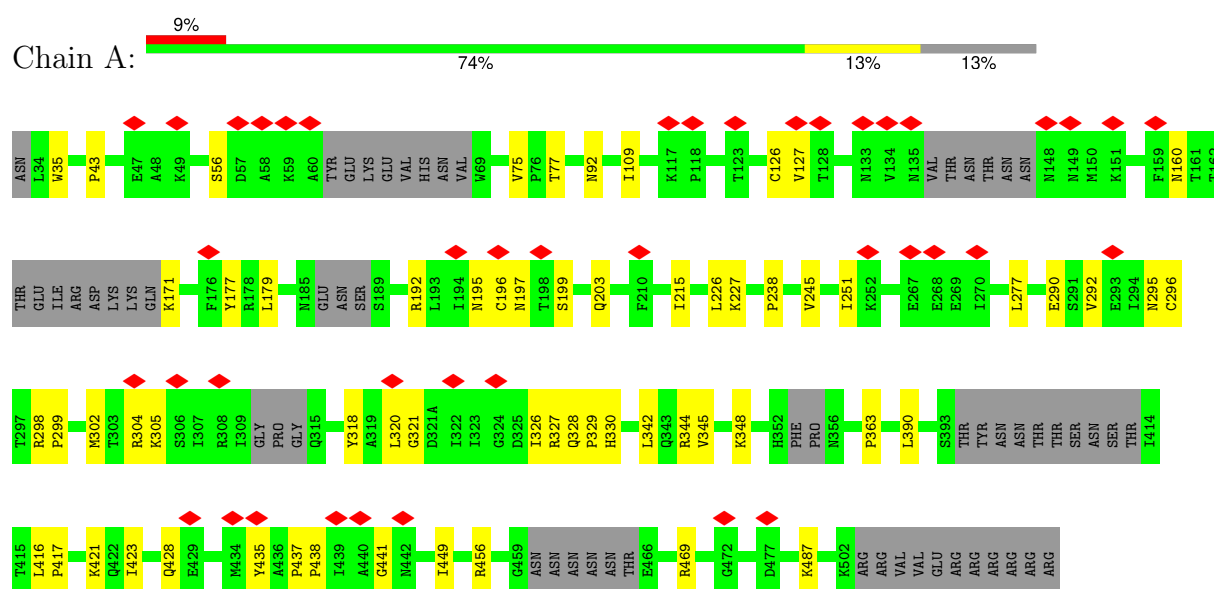 9%
Chain A:
74% 13% 13%
ASN L34 W35 P43 E47 A48 K49 S56 D57 A58 K59 A60 TYR GLU LYS GLU VAL HIS ASN VAL W69 V75 P76 T77 N92 I109 K117 P118 T123 C126 V127 T128 N133 V134 N135 VAL THR ASN THR ASN ASN N148 N149 M150 K151 F159 N160 T161 T162
THR GLU ILE ARG ASP LYS LYS GLN K171 F176 Y177 R178 L179 N185 GLU ASN SER S189 R192 L193 I194 N195 C196 N197 T198 S199 Q203 F210 I215 L226 K227 P238 V245 I251 K252 E267 E268 E269 I270 L277 E290 S291 V292 E293 I294 N295 C296
T297 R298 P299 M302 T303 R304 K305 S306 I307 R308 I309 GLY PRO GLY Q315 Y318 A319 L320 G321 D321A I322 I323 G324 D325 I326 R327 Q328 P329 H330 L342 Q343 R344 V345 K348 H352 PHE PRO N356 P363 L390 S393 THR TYR ASN ASN THR THR SER ASN SER THR I414
T415 L416 P417 K421 Q422 I423 Q428 E429 M434 Y435 A436 P437 P438 I439 A440 G441 N442 I449 R456 G459 ASN ASN ASN ASN ASN THR E466 R469 G472 D477 K487 K502 ARG ARG VAL VAL GLU ARG ARG ARG ARG ARG ARG